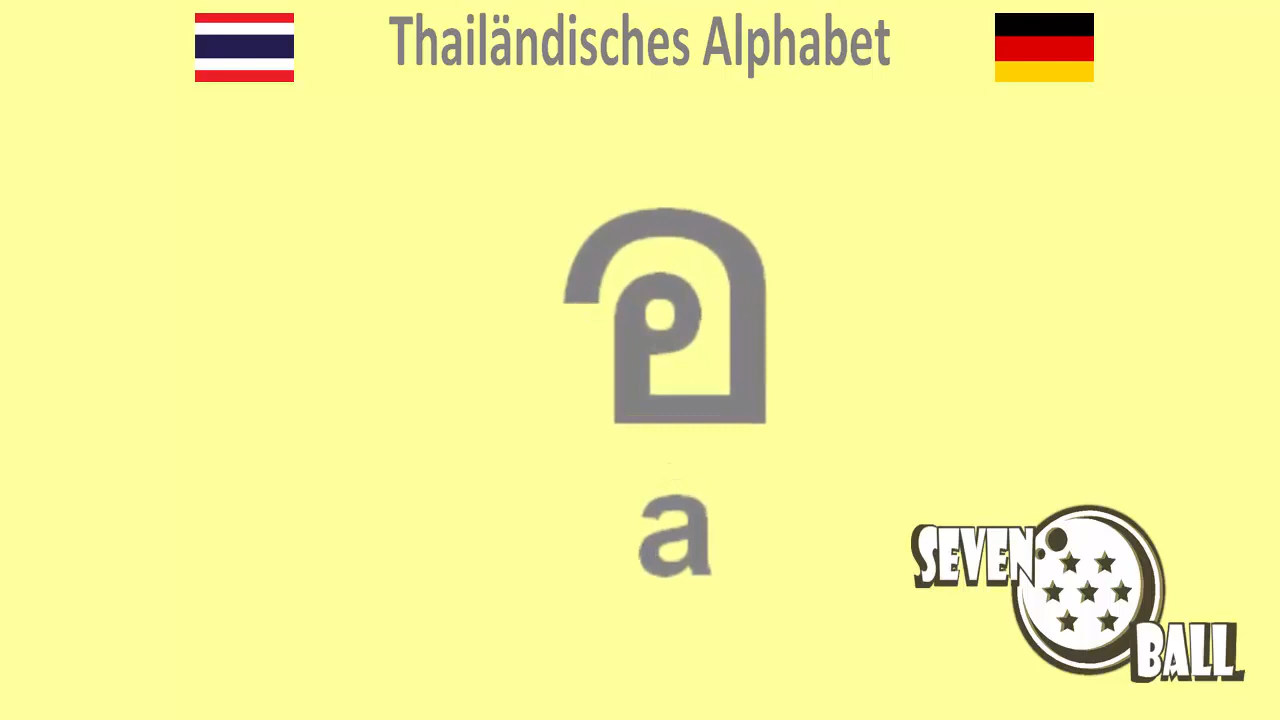 Thailändisches Alphabet
อ
a
SEVEN
BALL